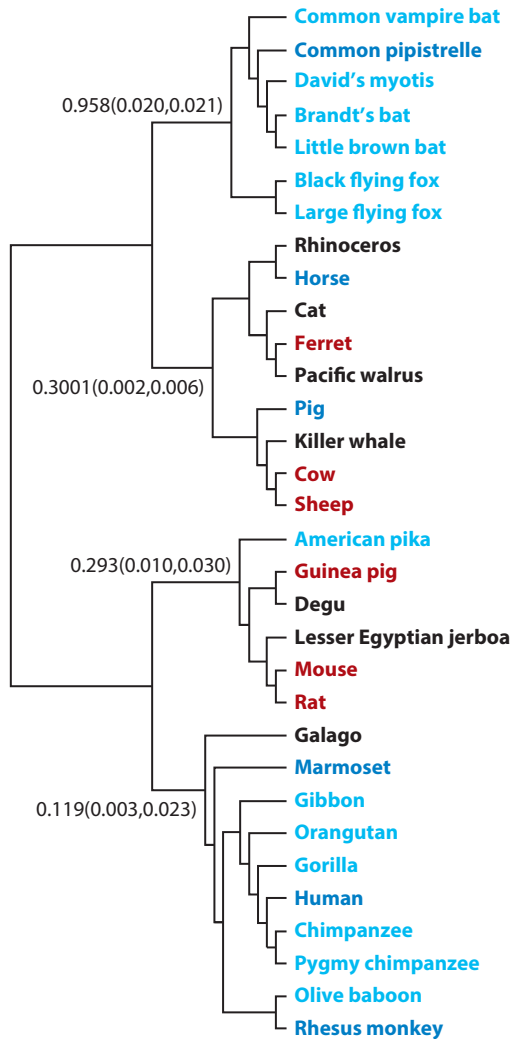 Common vampire bat
Common pipistrelle
David's myotis
0.958(0.020,0.021)
Brandt's bat
Little brown bat
Black flying fox
Large flying fox
Rhinoceros
Horse
Cat
Ferret
Pacific walrus
0.3001(0.002,0.006)
Pig
Killer whale
Cow
Sheep
American pika
0.293(0.010,0.030)
Guinea pig
Degu
Lesser Egyptian jerboa
Mouse
Rat
Galago
Marmoset
Gibbon
0.119(0.003,0.023)
Orangutan
Gorilla
Human
Chimpanzee
Pygmy chimpanzee
Olive baboon
Rhesus monkey